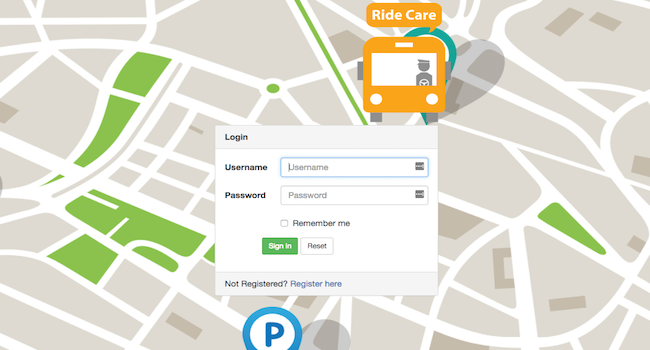 Ride Care
Login
Username
Username
Password
Password
Remember me
Sign In
Reset
Not Registered? Register here
P